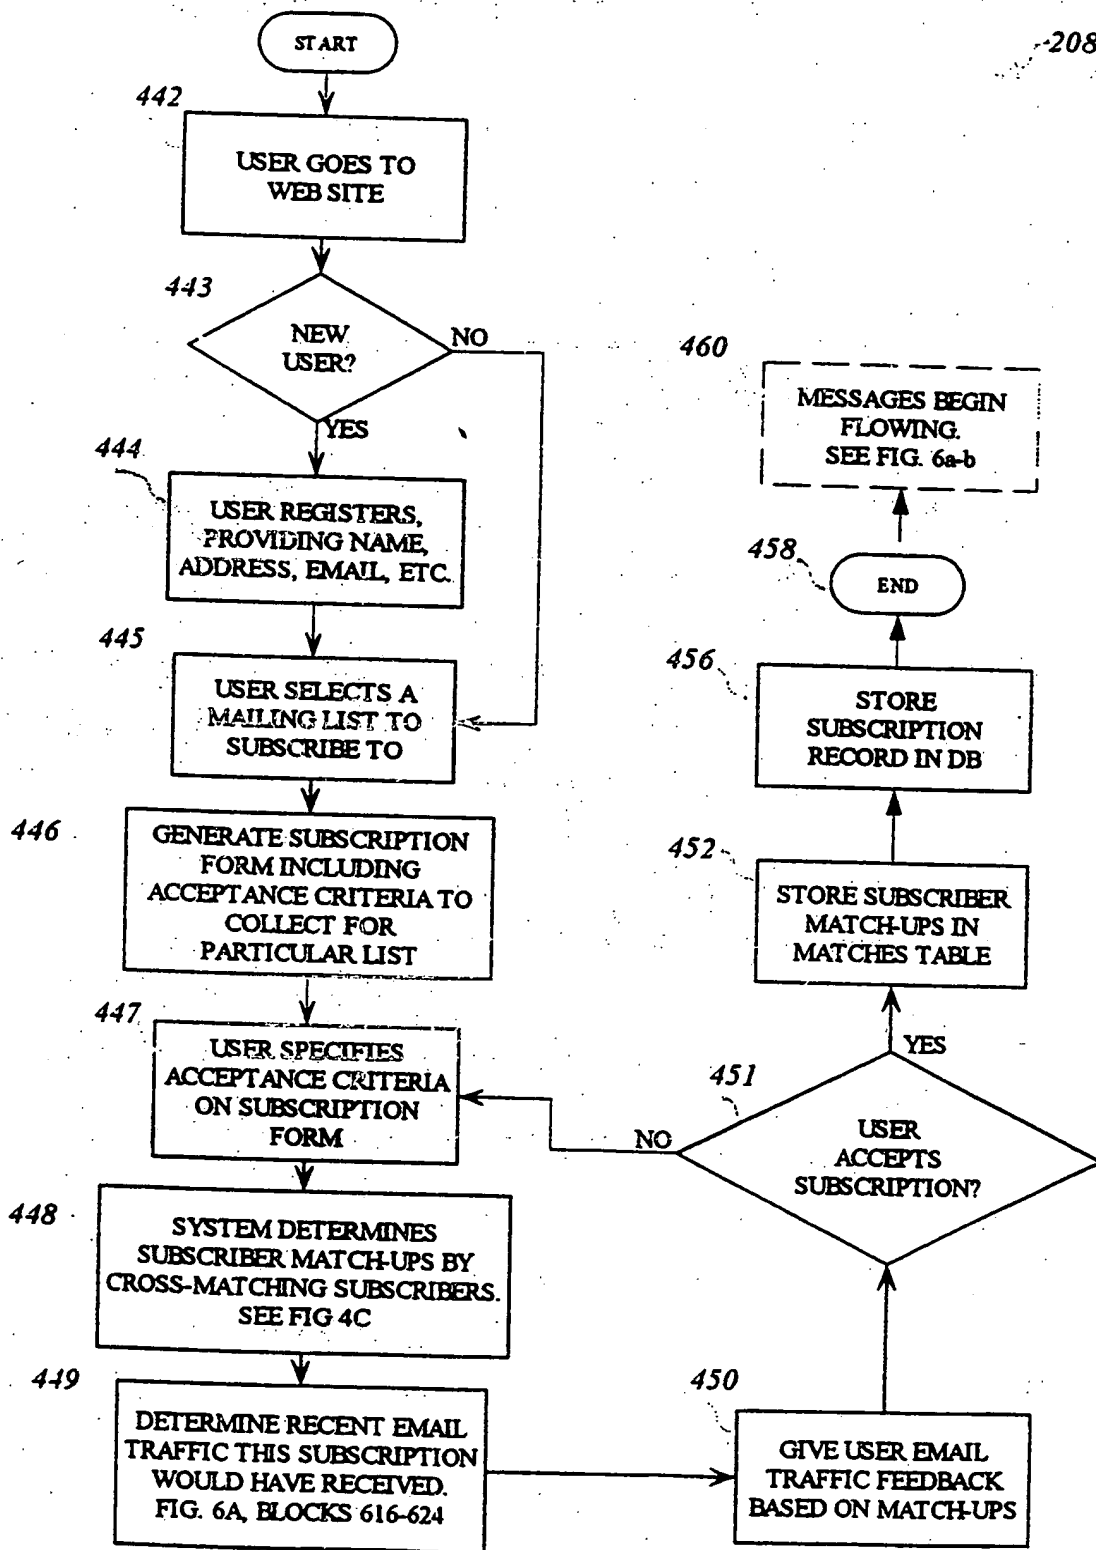 START
208
442
USER GOES TO
WEB SITE
443
NEW
USER?
NO
YES
444
USER REGISTERS,
PROVIDING NAME,
ADDRESS, EMAIL, ETC.
445
USER SELECTS A
MAILING LIST TO
SUBSCRIBE TO
446
GENERATE SUBSCRIPTION
FORM INCLUDING
ACCEPTANCE CRITERIA TO
COLLECT FOR
PARTICULAR LIST
447
USER SPECIFIES
ACCEPTANCE CRITERIA
ON SUBSCRIPTION
FORM
448
SYSTEM DETERMINES
SUBSCRIBER MATCH-UPS BY
CROSS-MATCHING SUBSCRIBERS.
SEE FIG 4C
449
DETERMINE RECENT EMAIL
TRAFFIC THIS SUBSCRIPTION
WOULD HAVE RECEIVED.
FIG. 6A, BLOCKS 616-624
450
GIVE USER EMAIL
TRAFFIC FEEDBACK
BASED ON MATCH-UPS
451
USER
ACCEPTS
SUBSCRIPTION?
NO
YES
452
STORE SUBSCRIBER
MATCH-UPS IN
MATCHES TABLE
456
STORE
SUBSCRIPTION
RECORD IN DB
458
END
460
MESSAGES BEGIN
FLOWING.
SEE FIG. 6a-b